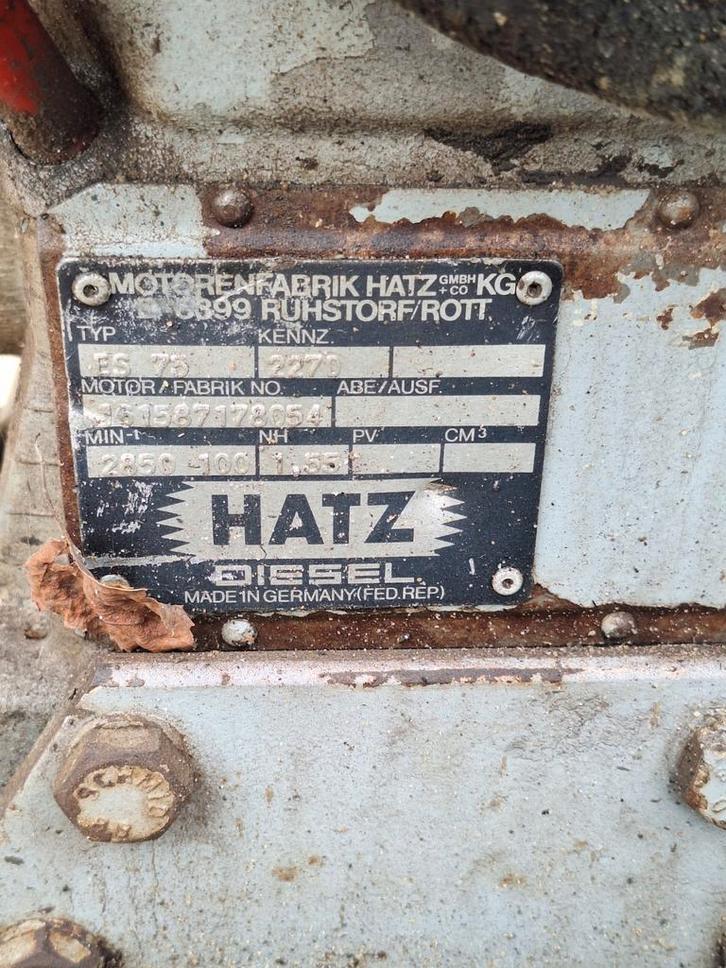 MOTORENFABRIK HATZ GMBH + CO KG
8399 RUHSTORF/ROTT
TYP KENNZ.
ES 75 2270
MOTOR/FABRIK NO. ABE/AUSF
MIN-1 NH PV CM3
2850 -100 1.55
HATZ
DIESEL
MADE IN GERMANY (FED.REP.)